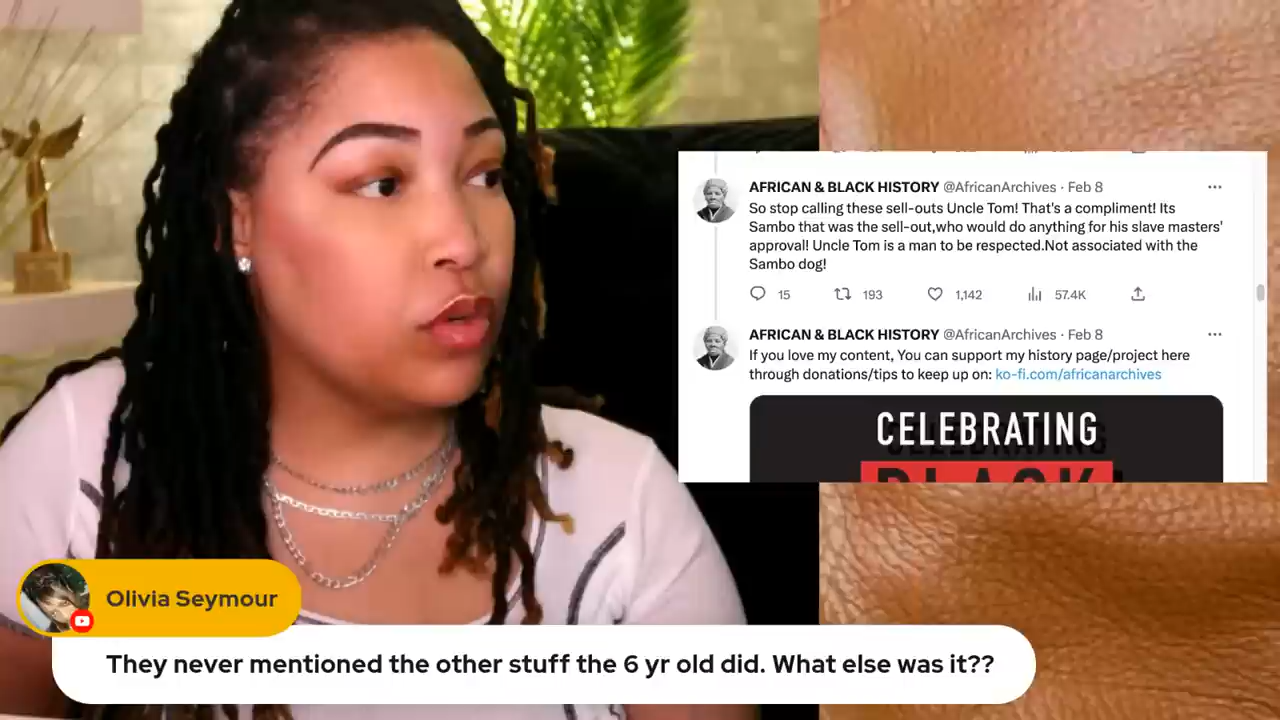 AFRICAN & BLACK HISTORY @AfricanArchives · Feb 8
So stop calling these sell-outs Uncle Tom! That's a compliment! Its
Sambo that was the sell-out,who would do anything for his slave masters'
approval! Uncle Tom is a man to be respected.Not associated with the
Sambo dog!
15 193 1,142 57.4K
AFRICAN & BLACK HISTORY @AfricanArchives · Feb 8
If you love my content, You can support my history page/project here
through donations/tips to keep up on: ko-fi.com/africanarchives
CELEBRATING
BLACK
Olivia Seymour
They never mentioned the other stuff the 6 yr old did. What else was it??